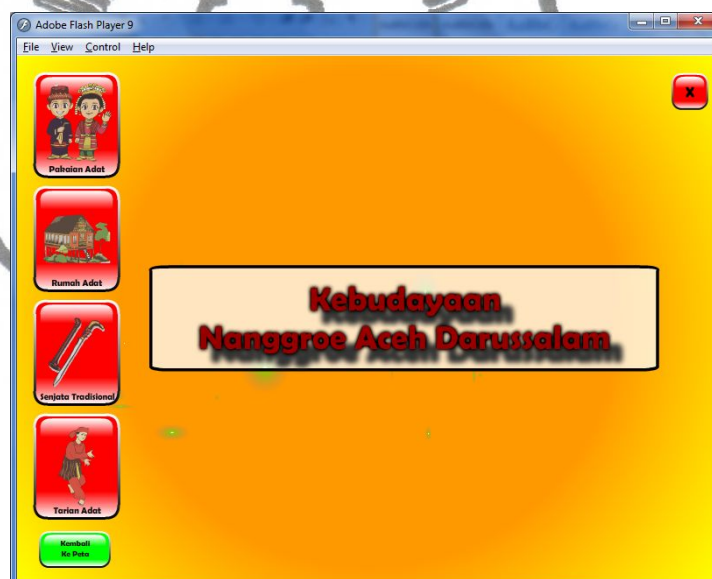 Adobe Flash Player 9
File View Control Help
X
Pakaian Adat
Rumah Adat
Kebudayaan
Nanggroe Aceh Darussalam
Senjata Tradisional
Tarian Adat
Kembali
Ke Peta